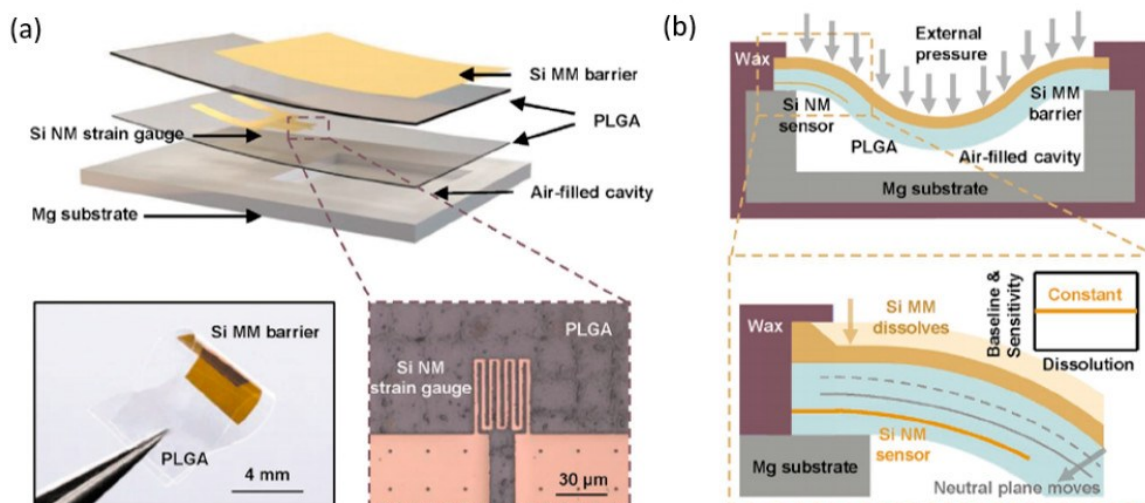 (a)
Si MM barrier
PLGA
Si NM strain gauge
Air-filled cavity
Mg substrate
Si MM barrier
PLGA
4 mm
PLGA
Si NM
strain gauge
30 µm
(b)
External
pressure
Wax
Si NM
sensor
Si MM
barrier
PLGA
Air-filled cavity
Mg substrate
Si MM
dissolves
Wax
Baseline &
Sensitivity
Constant
Dissolution
Si NM
sensor
Mg substrate
Neutral plane moves